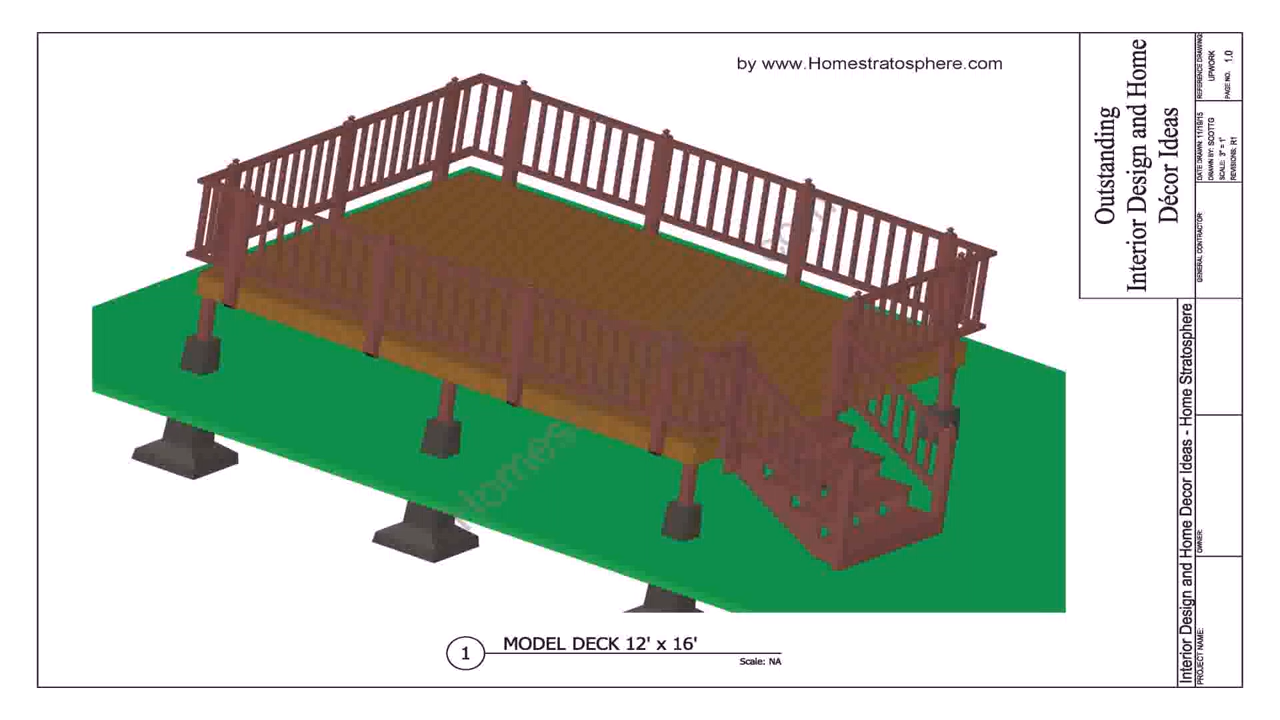 by www.Homestratosphere.com
Outstanding
Interior Design and Home
Décor Ideas
REFERENCE DRAWING:
UPWORK
PAGE NO. 1.0
DATE DRAWN: 11/19/15
DRAWN BY: SCOTTG
SCALE: 3" = 1'
REVISIONS: R1
GENERAL CONTRACTOR:
OWNER:
Interior Design and Home Decor Ideas - Home Stratosphere
PROJECT NAME:
1
MODEL DECK 12' x 16'
Scale: NA